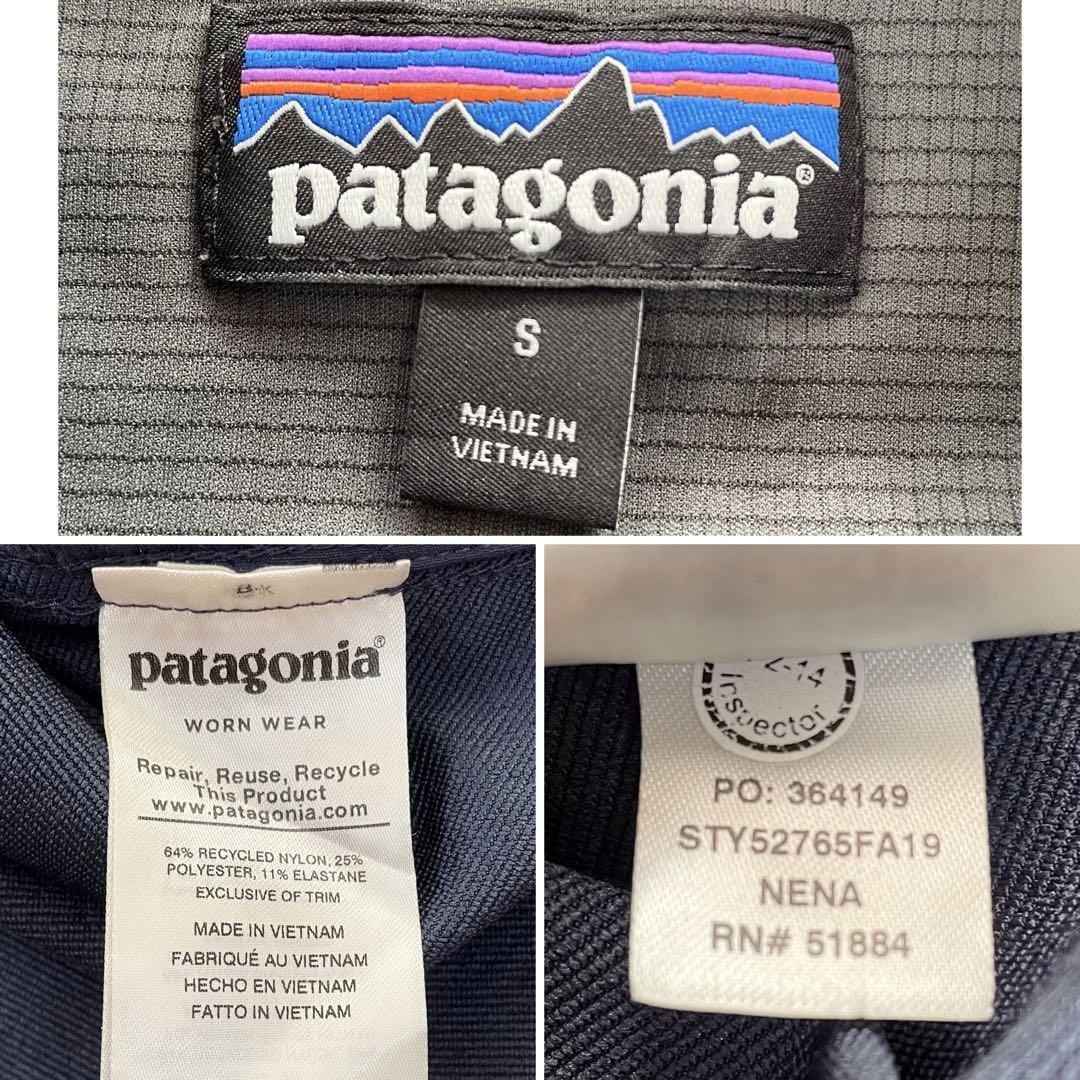 patagonia®
S
MADE IN
VIETNAM
patagonia®
WORN WEAR
Repair, Reuse, Recycle
This Product
www.patagonia.com
64% RECYCLED NYLON, 25%
POLYESTER, 11% ELASTANE
EXCLUSIVE OF TRIM
MADE IN VIETNAM
FABRIQUÉ AU VIETNAM
HECHO EN VIETNAM
FATTO IN VIETNAM
Inspector
PO: 364149
STY52765FA19
NENA
RN# 51884